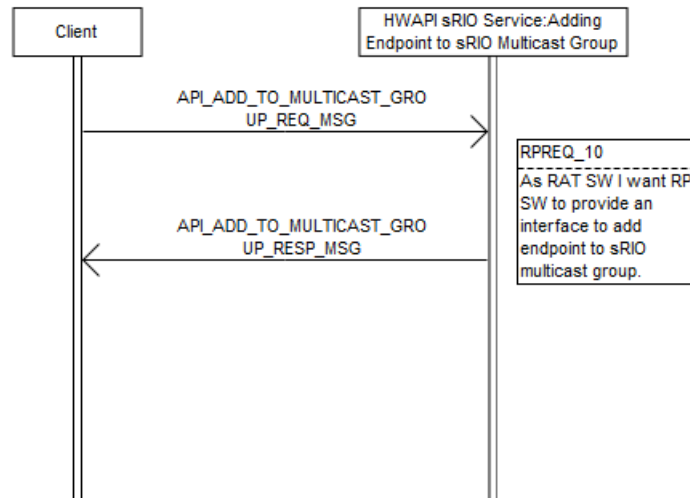 Client
HWAPI sRIO Service:Adding
Endpoint to sRIO Multicast Group
API_ADD_TO_MULTICAST_GRO
UP_REQ_MSG
RPREQ_10
As RAT SW I want RP
SW to provide an
interface to add
endpoint to sRIO
multicast group.
API_ADD_TO_MULTICAST_GRO
UP_RESP_MSG